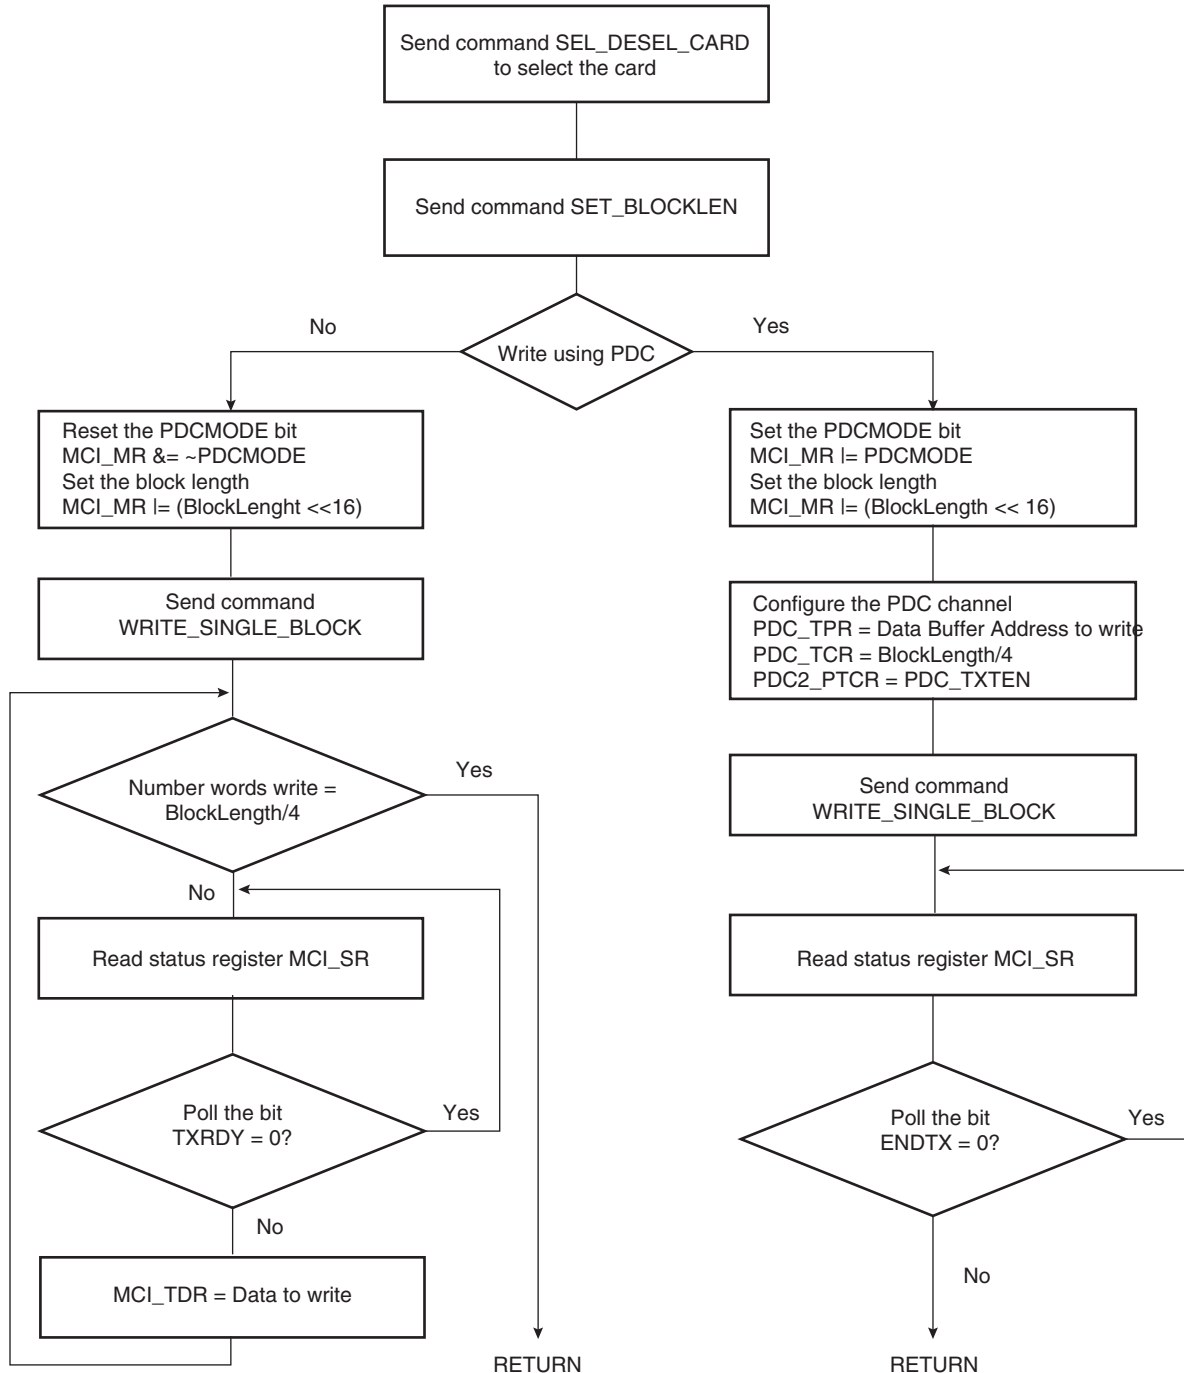 Send command SEL_DESEL_CARD
to select the card
Send command SET_BLOCKLEN
No
Yes
Write using PDC
Reset the PDCMODE bit
MCI_MR &= ~PDCMODE
Set the block length
MCI_MR |= (BlockLenght <<16)
Set the PDCMODE bit
MCI_MR |= PDCMODE
Set the block length
MCI_MR |= (BlockLength << 16)
Send command
WRITE_SINGLE_BLOCK
Configure the PDC channel
PDC_TPR = Data Buffer Address to write
PDC_TCR = BlockLength/4
PDC2_PTCR = PDC_TXTEN
Number words write =
BlockLength/4
Yes
Send command
WRITE_SINGLE_BLOCK
No
Read status register MCI_SR
Read status register MCI_SR
Poll the bit
TXRDY = 0?
Yes
Poll the bit
ENDTX = 0?
Yes
No
No
MCI_TDR = Data to write
RETURN
RETURN